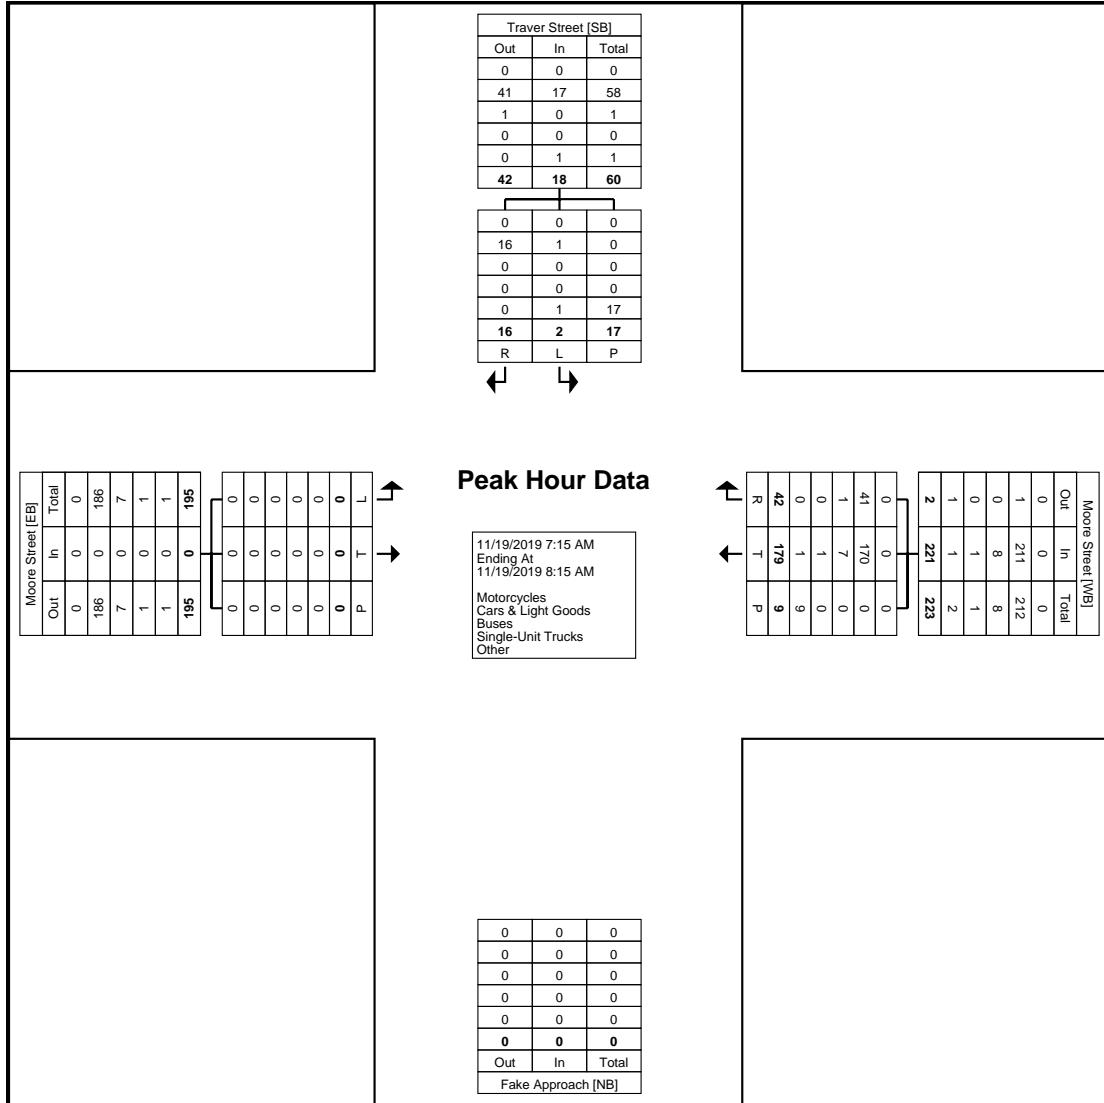 Traver Street [SB]
Out In Total
0 0 0
41 17 58
1 0 1
0 0 0
0 1 1
42 18 60
0 0 0
16 1 0
0 0 0
0 0 0
0 1 17
16 2 17
R L P
Moore Street [EB]
Out In Total
0 0 0
186 0 186
7 0 7
1 0 1
1 0 1
195 0 195
0 0 0
0 0 0
0 0 0
0 0 0
0 0 0
0 0 0
P T L
Peak Hour Data
11/19/2019 7:15 AM
Ending At
11/19/2019 8:15 AM
Motorcycles
Cars & Light Goods
Buses
Single-Unit Trucks
Other
Moore Street [WB]
Out In Total
0 0 0
1 211 212
0 8 8
0 1 1
1 1 2
2 221 223
0 0 0
41 170 0
1 7 0
0 1 0
0 1 9
42 179 9
R T P
0 0 0
0 0 0
0 0 0
0 0 0
0 0 0
0 0 0
Out In Total
Fake Approach [NB]